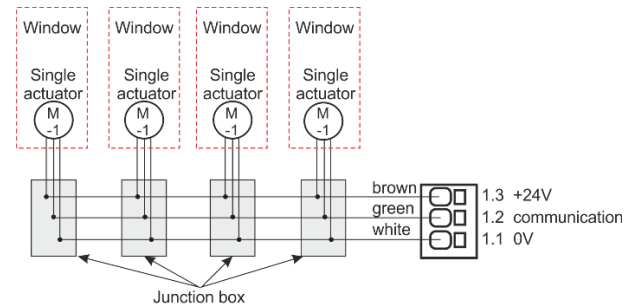 Window Window Window Window
Single actuator Single actuator Single actuator Single actuator
M -1 M -1 M -1 M -1
brown 1.3 +24V
green 1.2 communication
white 1.1 0V
Junction box